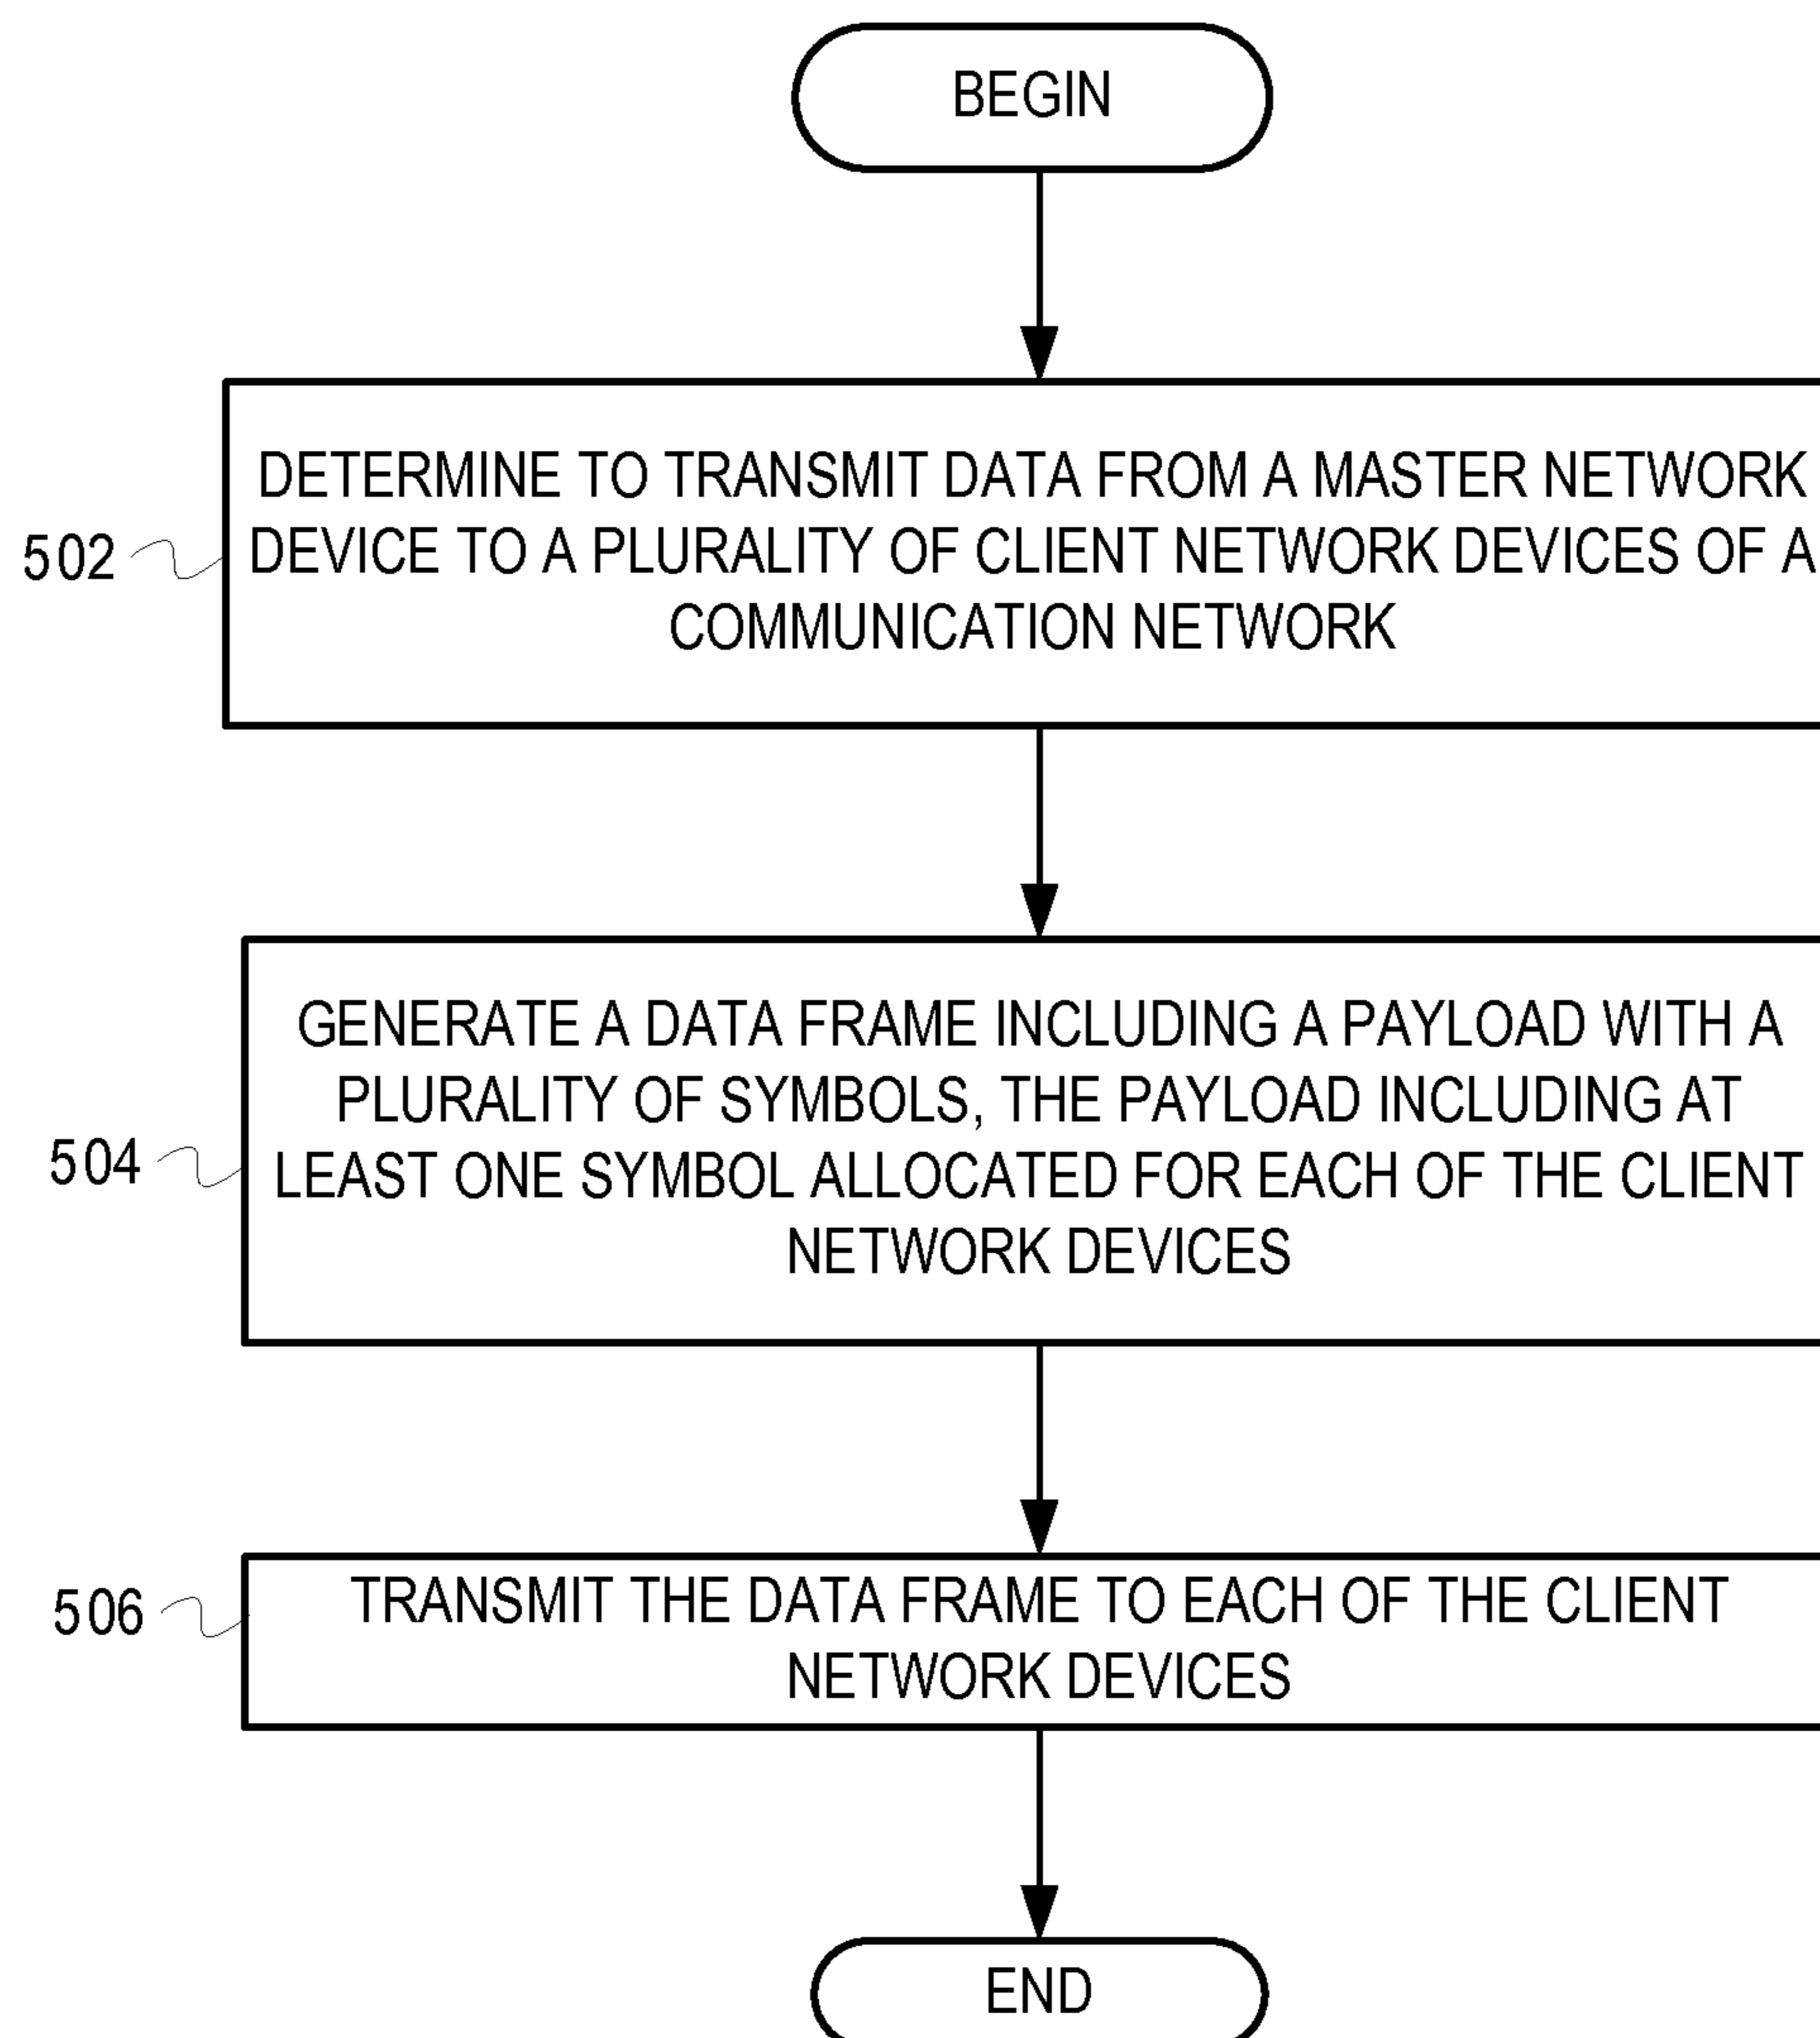 BEGIN
DETERMINE TO TRANSMIT DATA FROM A MASTER NETWORK
DEVICE TO A PLURALITY OF CLIENT NETWORK DEVICES OF A
COMMUNICATION NETWORK
502
GENERATE A DATA FRAME INCLUDING A PAYLOAD WITH A
PLURALITY OF SYMBOLS, THE PAYLOAD INCLUDING AT
LEAST ONE SYMBOL ALLOCATED FOR EACH OF THE CLIENT
NETWORK DEVICES
504
TRANSMIT THE DATA FRAME TO EACH OF THE CLIENT
NETWORK DEVICES
506
END